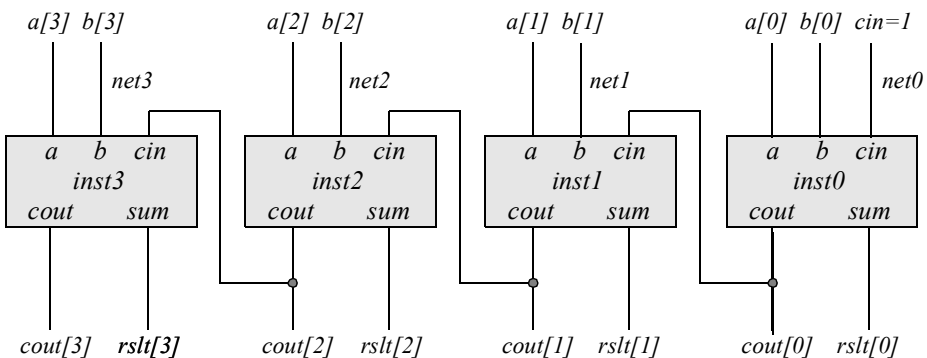 a[3] b[3] a[2] b[2] a[1] b[1] a[0] b[0] cin=1
net3 net2 net1 net0
a b cin a b cin a b cin a b cin
inst3 inst2 inst1 inst0
cout sum cout sum cout sum cout sum
cout[3] rslt[3] cout[2] rslt[2] cout[1] rslt[1] cout[0] rslt[0]